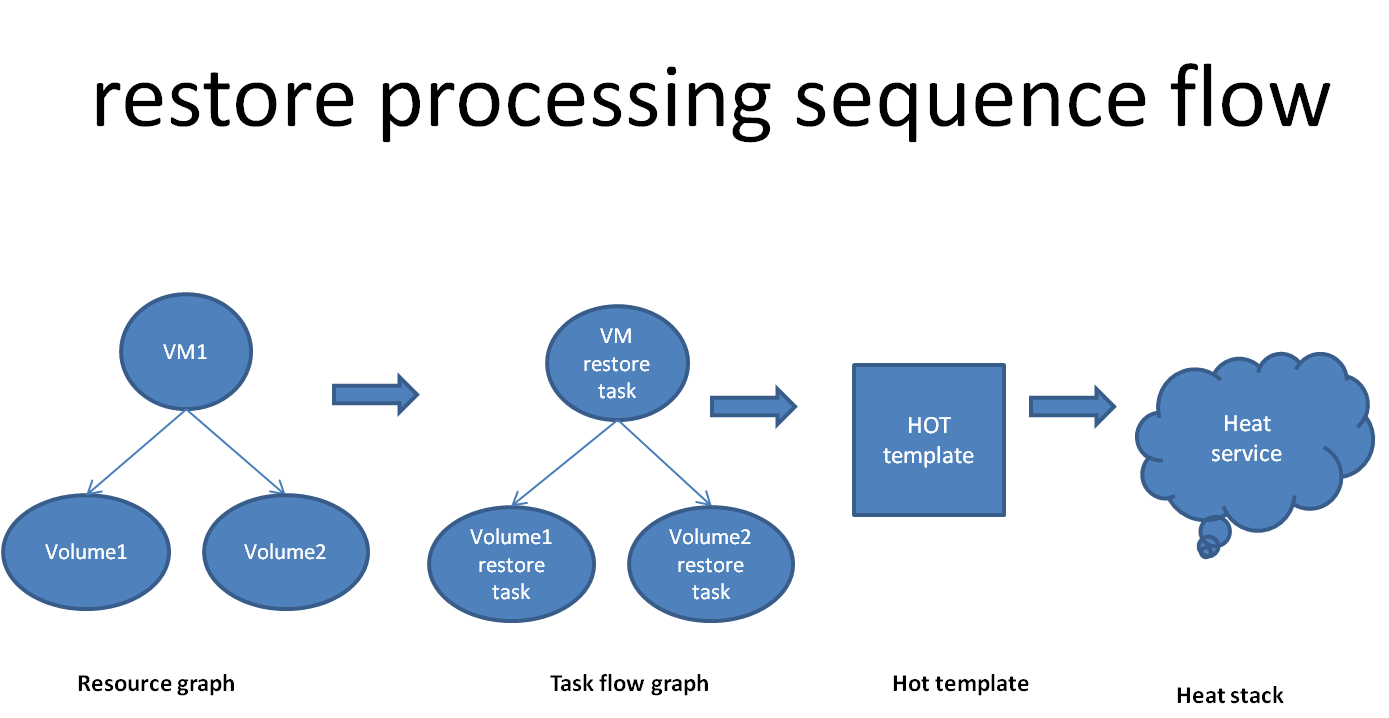 restore processing sequence flow
VM1
Volume1
Volume2
VM
restore
task
Volume1
restore
task
Volume2
restore
task
HOT
template
Heat
service
Resource graph
Task flow graph
Hot template
Heat stack